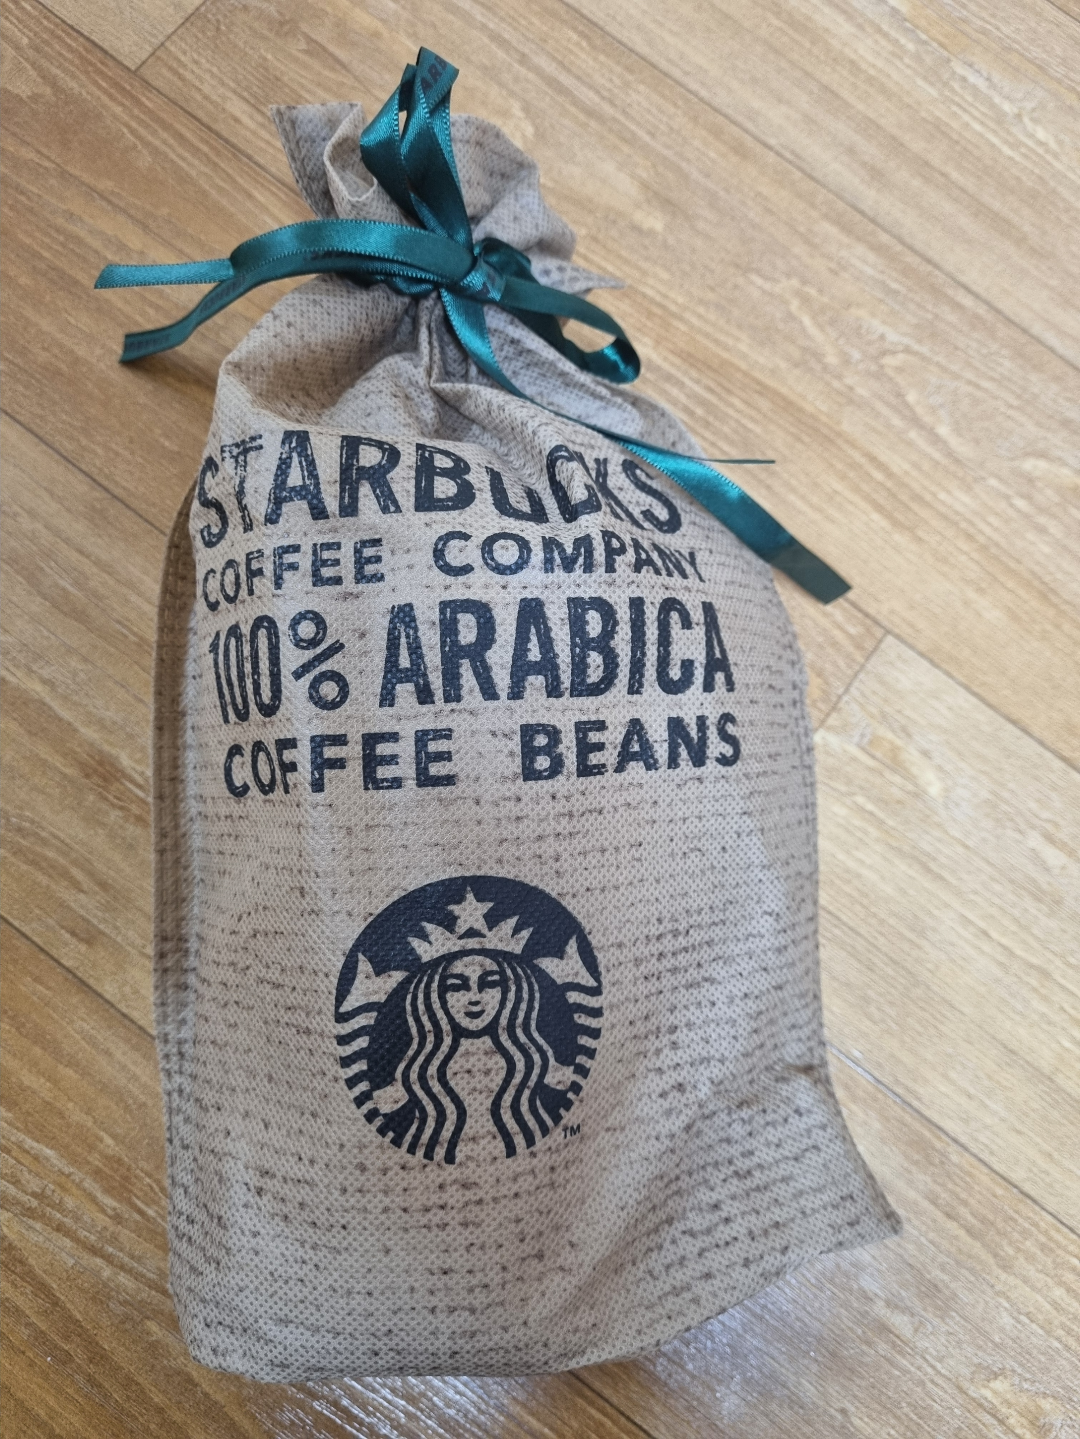 STARBUCKS
COFFEE COMPANY
100% ARABICA
COFFEE BEANS
TM